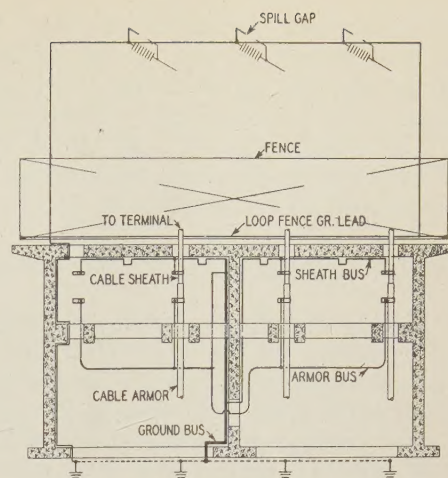 SPILL GAP
FENCE
TO TERMINAL
LOOP FENCE GR. LEAD
CABLE SHEATH
SHEATH BUS
CABLE ARMOR
ARMOR BUS
GROUND BUS